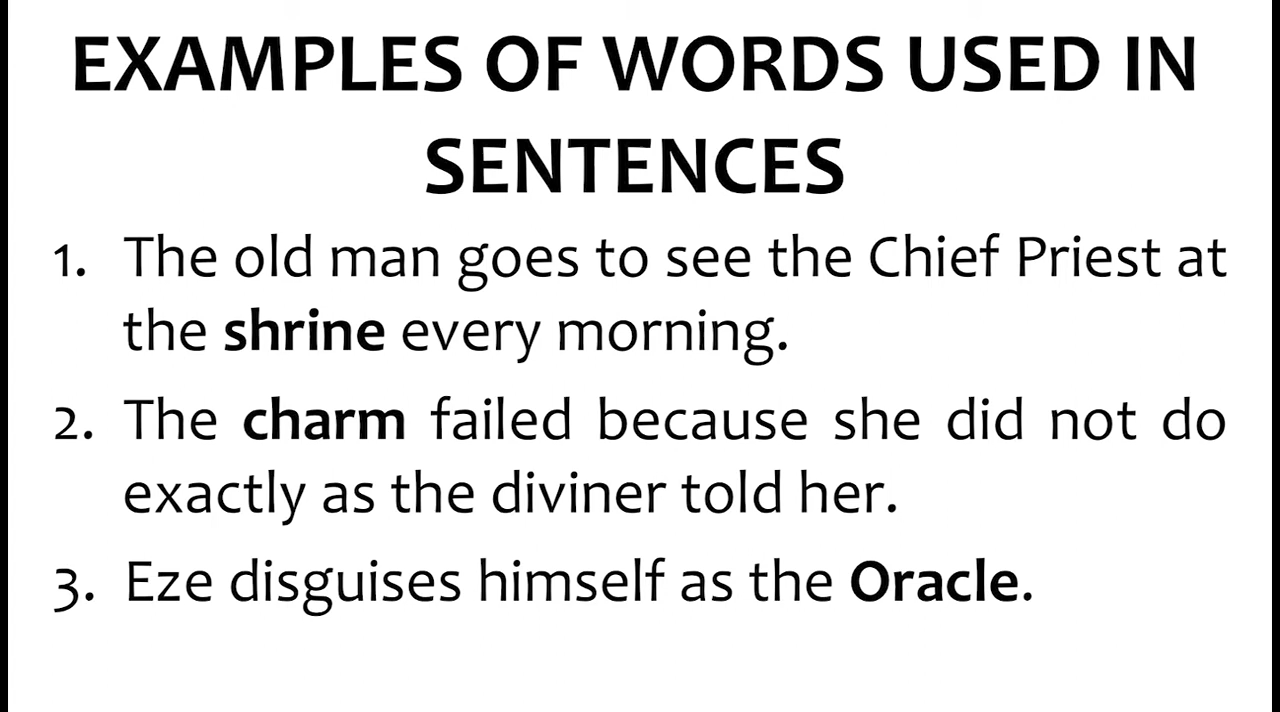 EXAMPLES OF WORDS USED IN
SENTENCES
1. The old man goes to see the Chief Priest at
the shrine every morning.
2. The charm failed because she did not do
exactly as the diviner told her.
3. Eze disguises himself as the Oracle.